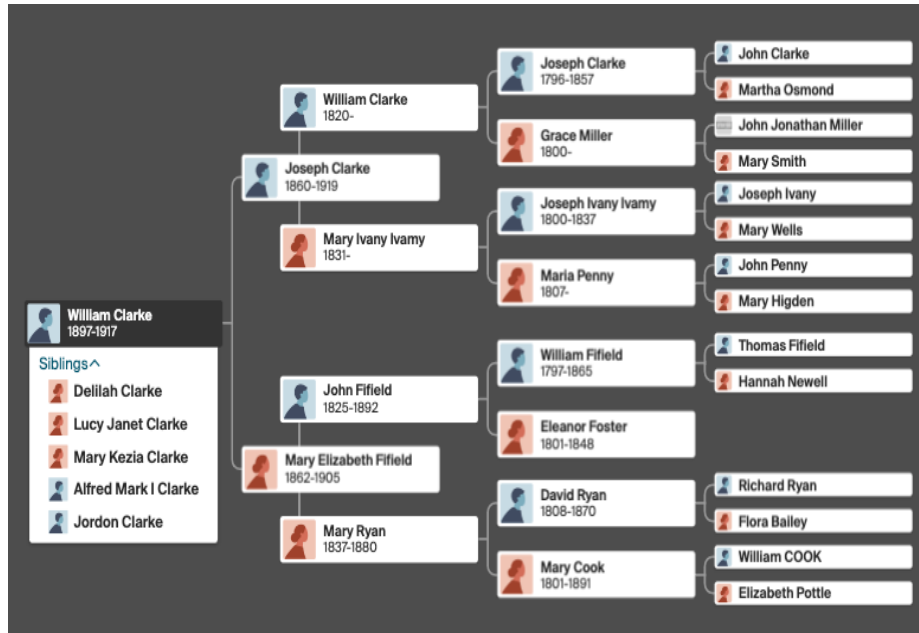 William Clarke
1897-1917
Siblings
Delilah Clarke
Lucy Janet Clarke
Mary Kezia Clarke
Alfred Mark I Clarke
Jordon Clarke
Joseph Clarke
1860-1919
Mary Elizabeth Fifield
1862-1905
William Clarke
1820-
Mary Ivany Ivamy
1831-
John Fifield
1825-1892
Mary Ryan
1837-1880
Joseph Clarke
1796-1857
Grace Miller
1800-
Joseph Ivany Ivamy
1800-1837
Maria Penny
1807-
William Fifield
1797-1865
Eleanor Foster
1801-1848
David Ryan
1808-1870
Mary Cook
1801-1891
John Clarke
Martha Osmond
John Jonathan Miller
Mary Smith
Joseph Ivany
Mary Wells
John Penny
Mary Higden
Thomas Fifield
Hannah Newell
Richard Ryan
Flora Bailey
William COOK
Elizabeth Pottle